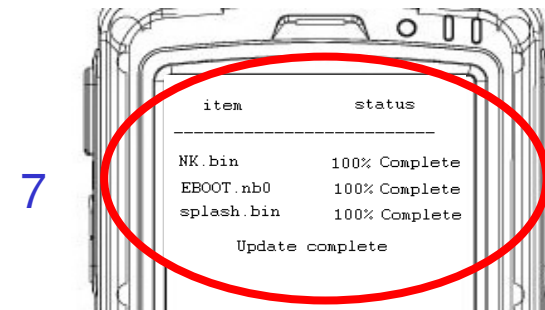 item status
--------------------------
NK.bin 100% Complete
EBOOT.nb0 100% Complete
7
splash.bin 100% Complete
Update complete